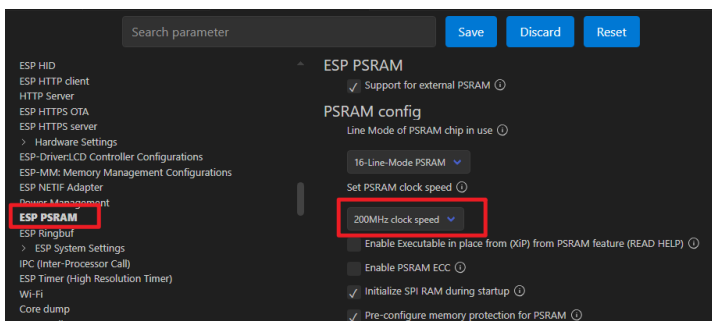 Search parameter
Save
Discard
Reset
ESP HID
ESP HTTP client
HTTP Server
ESP HTTPS OTA
ESP HTTPS server
> Hardware Settings
ESP-Driver:LCD Controller Configurations
ESP-MM: Memory Management Configurations
ESP NETIF Adapter
Power Management
ESP PSRAM
ESP Ringbuf
> ESP System Settings
IPC (Inter-Processor Call)
ESP Timer (High Resolution Timer)
Wi-Fi
Core dump
ESP PSRAM
Support for external PSRAM
PSRAM config
Line Mode of PSRAM chip in use
16-Line-Mode PSRAM
Set PSRAM clock speed
200MHz clock speed
Enable Executable in place from (XiP) from PSRAM feature (READ HELP)
Enable PSRAM ECC
Initialize SPI RAM during startup
Pre-configure memory protection for PSRAM